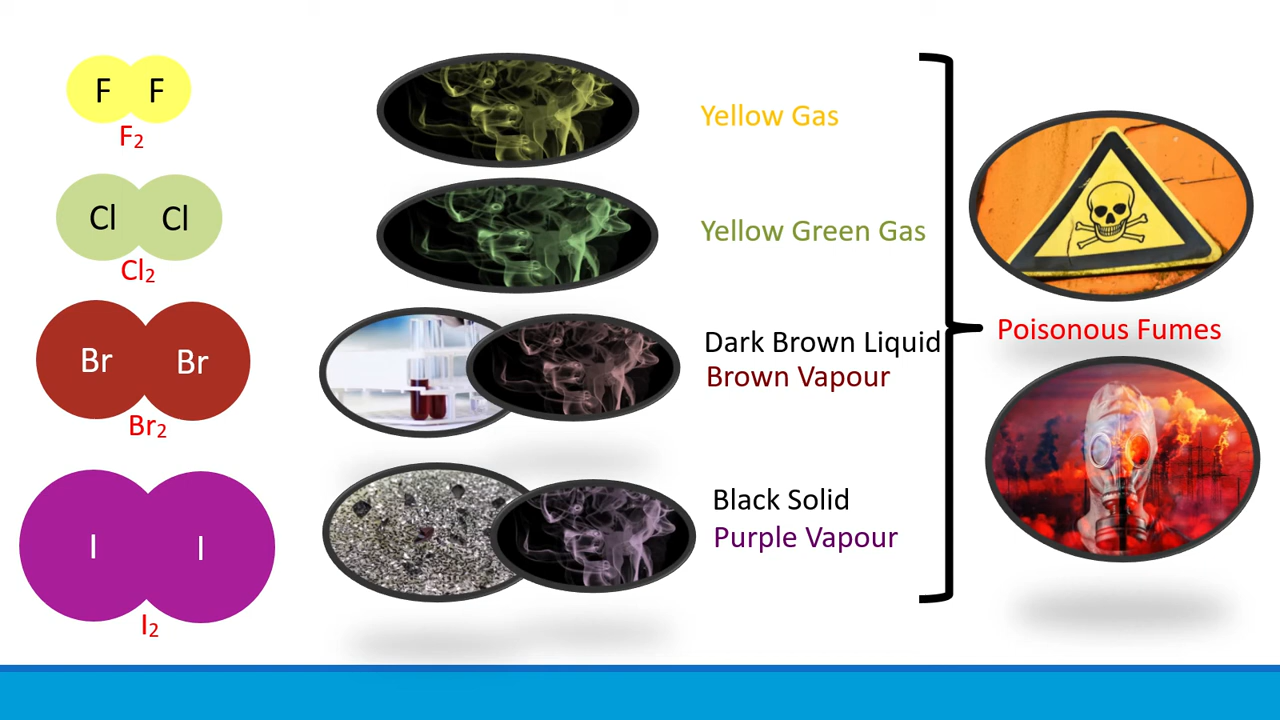 F F
F₂
Yellow Gas
Cl Cl
Cl₂
Yellow Green Gas
Br Br
Br₂
Dark Brown Liquid
Brown Vapour
I I
I₂
Black Solid
Purple Vapour
Poisonous Fumes